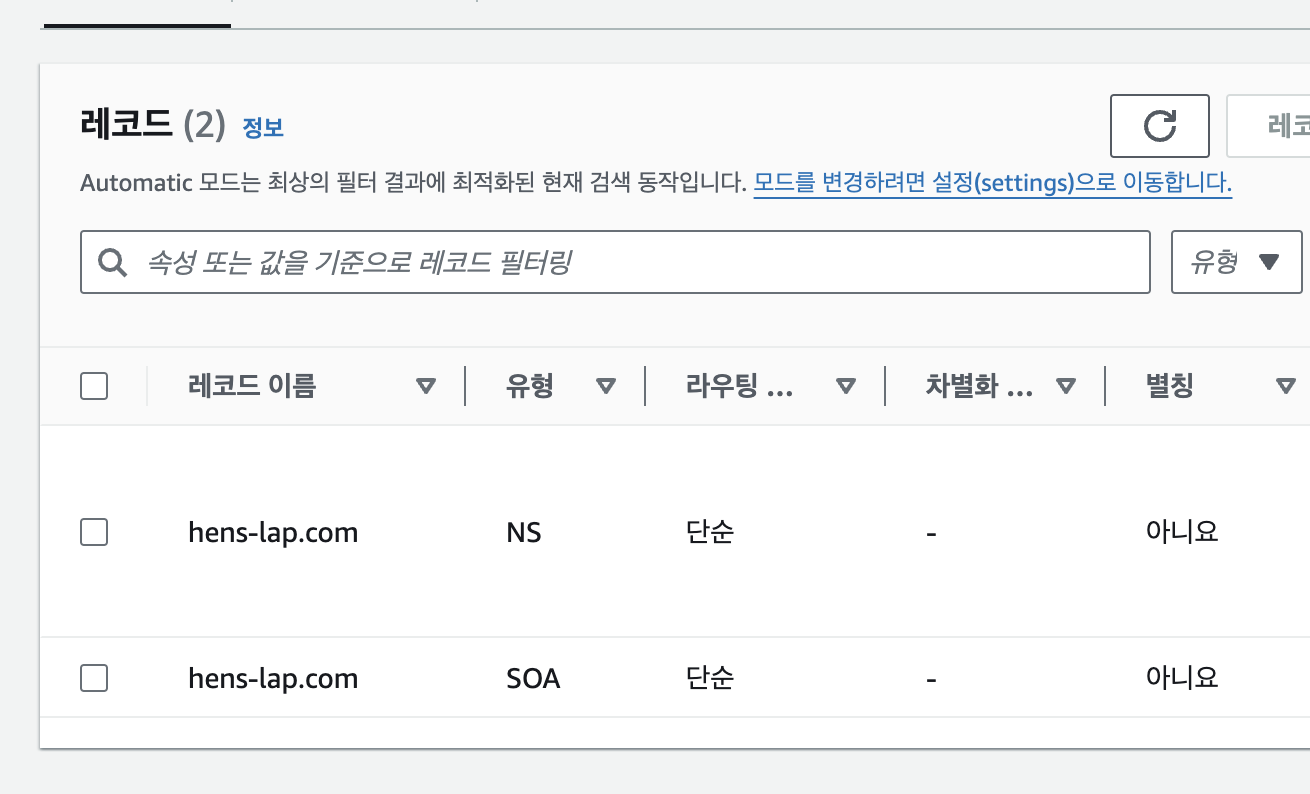 레코드 (2) 정보
레코
Automatic 모드는 최상의 필터 결과에 최적화된 현재 검색 동작입니다. 모드를 변경하려면 설정(settings)으로 이동합니다.
속성 또는 값을 기준으로 레코드 필터링
유형
레코드 이름 유형 라우팅 ... 차별화 ... 별칭
hens-lap.com NS 단순 - 아니요
hens-lap.com SOA 단순 - 아니요